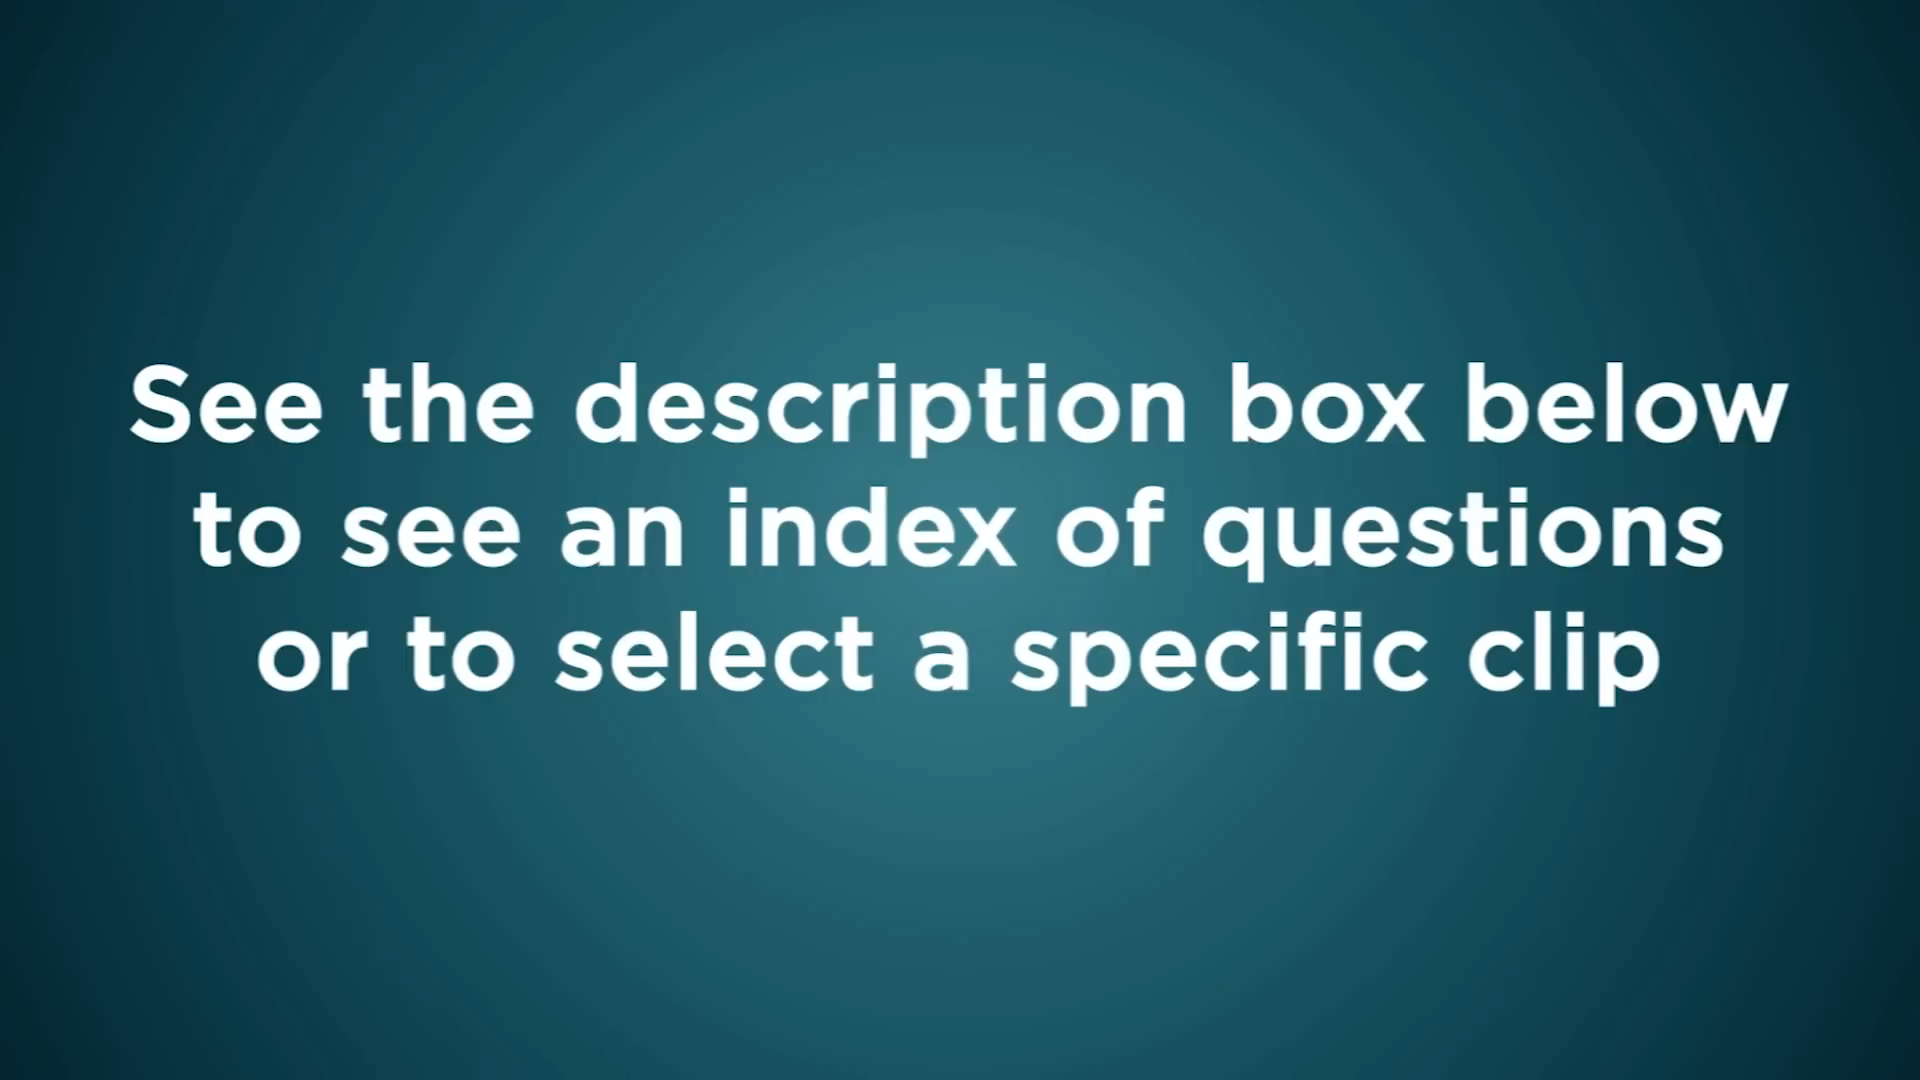 See the description box below
to see an index of questions
or to select a specific clip